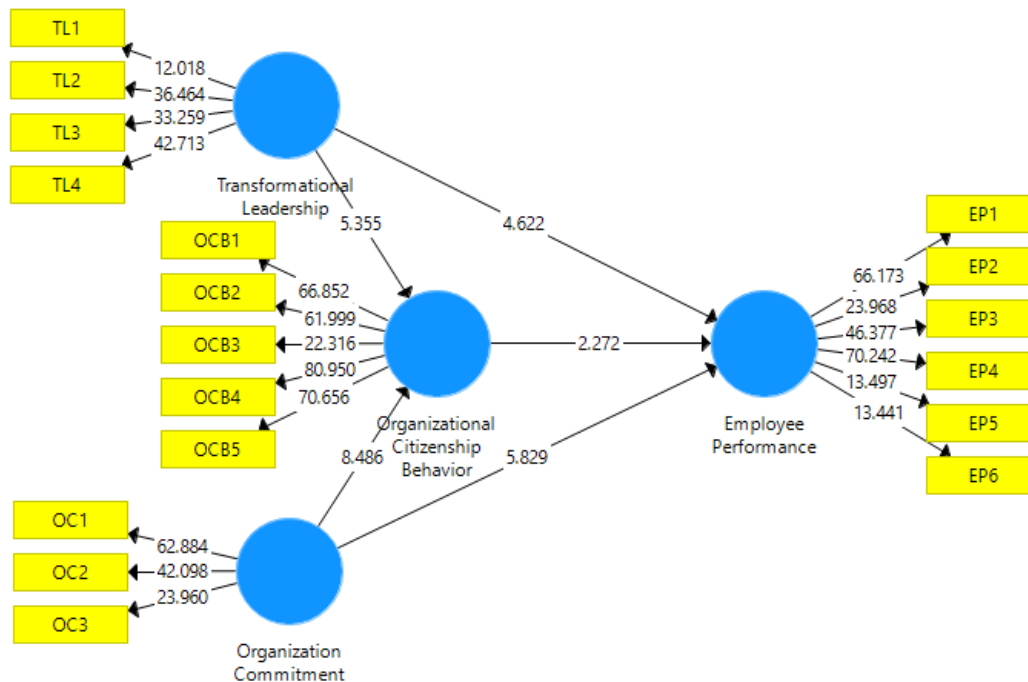 TL1
12.018
TL2
36.464
33.259
TL3
42.713
TL4
Transformational
Leadership
5.355
4.622
OCB1
66.852
OCB2
61.999
OCB3
22.316
OCB4
80.950
70.656
OCB5
Organizational
Citizenship
Behavior
8.486
2.272
5.829
OC1
62.884
OC2
42.098
23.960
OC3
Organization
Commitment
Employee
Performance
EP1
66.173
EP2
23.968
EP3
46.377
70.242
EP4
13.497
EP5
13.441
EP6